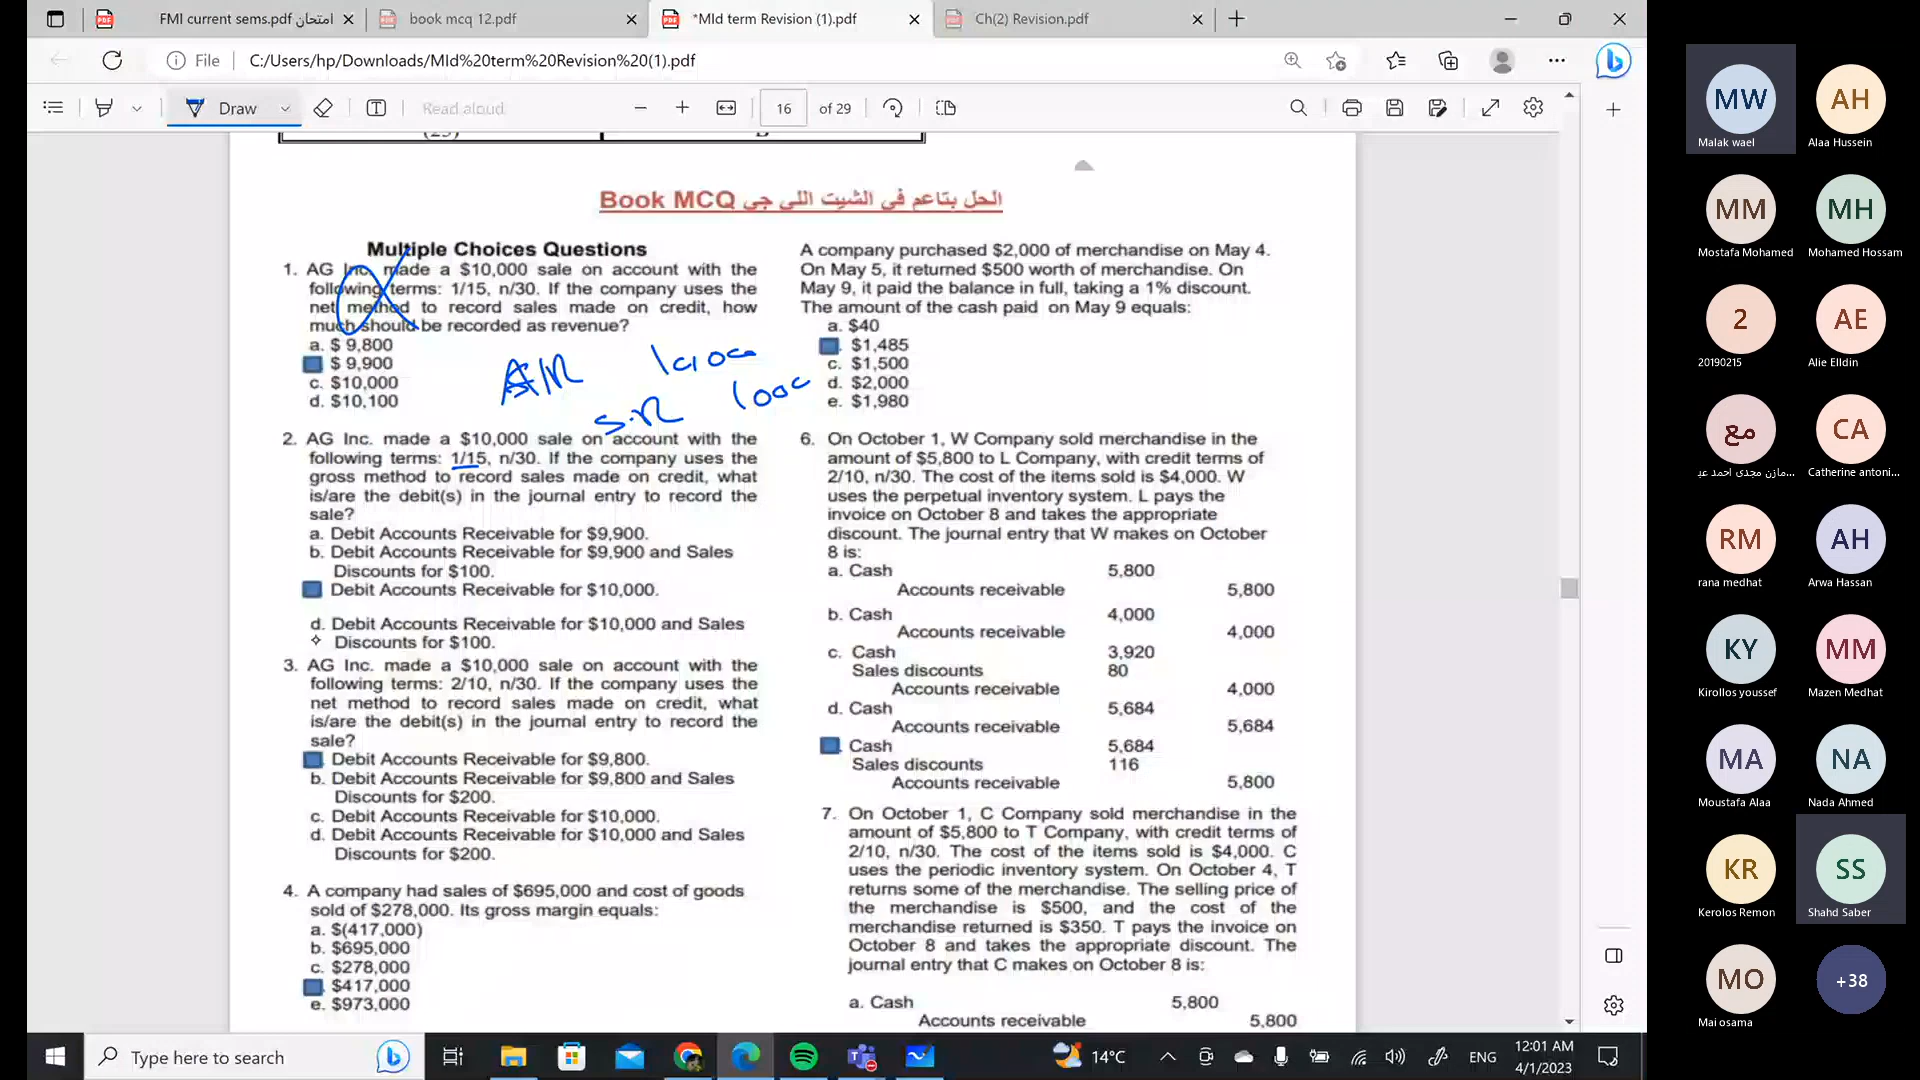 FMI current sems.pdf امتحان
book mcq 12.pdf
*MId term Revision (1).pdf
Ch(2) Revision.pdf
File
C:/Users/hp/Downloads/MId%20term%20Revision%20(1).pdf
Draw
Read aloud
16
of 29
Book MCQ الحل بتاعم في الشيت اللي جي
Multiple Choices Questions
1. AG Inc. made a $10,000 sale on account with the
following terms: 1/15, n/30. If the company uses the
net method to record sales made on credit, how
much should be recorded as revenue?
a. $ 9,800
$ 9,900
c. $10,000
d. $10,100
A/R
S.R
2. AG Inc. made a $10,000 sale on account with the
following terms: 1/15, n/30. If the company uses the
gross method to record sales made on credit, what
is/are the debit(s) in the journal entry to record the
sale?
a. Debit Accounts Receivable for $9,900.
b. Debit Accounts Receivable for $9,900 and Sales
Discounts for $100.
Debit Accounts Receivable for $10,000.
d. Debit Accounts Receivable for $10,000 and Sales
Discounts for $100.
3. AG Inc. made a $10,000 sale on account with the
following terms: 2/10, n/30. If the company uses the
net method to record sales made on credit, what
is/are the debit(s) in the journal entry to record the
sale?
Debit Accounts Receivable for $9,800.
b. Debit Accounts Receivable for $9,800 and Sales
Discounts for $200.
c. Debit Accounts Receivable for $10,000.
d. Debit Accounts Receivable for $10,000 and Sales
Discounts for $200.
4. A company had sales of $695,000 and cost of goods
sold of $278,000. Its gross margin equals:
a. $(417,000)
b. $695,000
c. $278,000
$417,000
e. $973,000
A company purchased $2,000 of merchandise on May 4.
On May 5, it returned $500 worth of merchandise. On
May 9, it paid the balance in full, taking a 1% discount.
The amount of the cash paid on May 9 equals:
a. $40
$1,485
c. $1,500
d. $2,000
e. $1,980
6. On October 1, W Company sold merchandise in the
amount of $5,800 to L Company, with credit terms of
2/10, n/30. The cost of the items sold is $4,000. W
uses the perpetual inventory system. L pays the
invoice on October 8 and takes the appropriate
discount. The journal entry that W makes on October
8 is:
a. Cash 5,800
Accounts receivable 5,800
b. Cash 4,000
Accounts receivable 4,000
c. Cash 3,920
Sales discounts 80
Accounts receivable 4,000
d. Cash 5,684
Accounts receivable 5,684
Cash 5,684
Sales discounts 116
Accounts receivable 5,800
7. On October 1, C Company sold merchandise in the
amount of $5,800 to T Company, with credit terms of
2/10, n/30. The cost of the items sold is $4,000. C
uses the periodic inventory system. On October 4, T
returns some of the merchandise. The selling price of
the merchandise is $500, and the cost of the
merchandise returned is $350. T pays the invoice on
October 8 and takes the appropriate discount. The
journal entry that C makes on October 8 is:
a. Cash 5,800
Accounts receivable 5,800
MW AH
Malak wael Alaa Hussein
MM MH
Mostafa Mohamed Mohamed Hossam
2 AE
20190215 Alie Elldin
مع CA
مازن مجدى احمد عبـ... Catherine antoni...
RM AH
rana medhat Arwa Hassan
KY MM
Kirollos youssef Mazen Medhat
MA NA
Moustafa Alaa Nada Ahmed
KR SS
Kerolos Remon Shahd Saber
MO +38
Mai osama
Type here to search
14°C
ENG
12:01 AM
4/1/2023